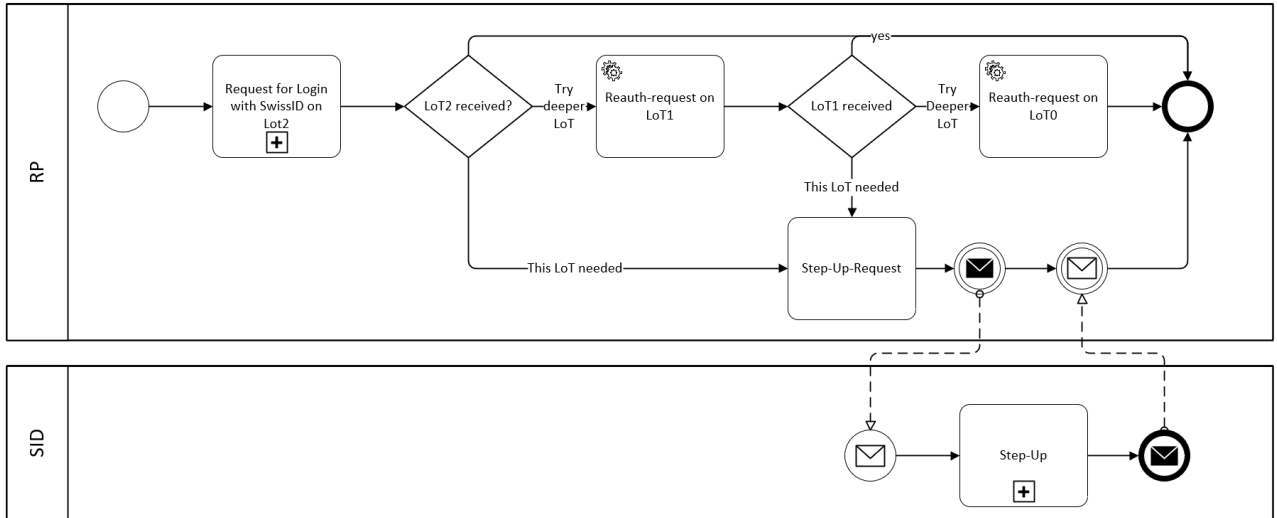 RP
Request for Login
with SwissID on
Lot2
LoT2 received?
Try
deeper
LoT
Reauth-request on
LoT1
LoT1 received
yes
Try
Deeper
LoT
Reauth-request on
LoT0
This LoT needed
This LoT needed
Step-Up-Request
SID
Step-Up